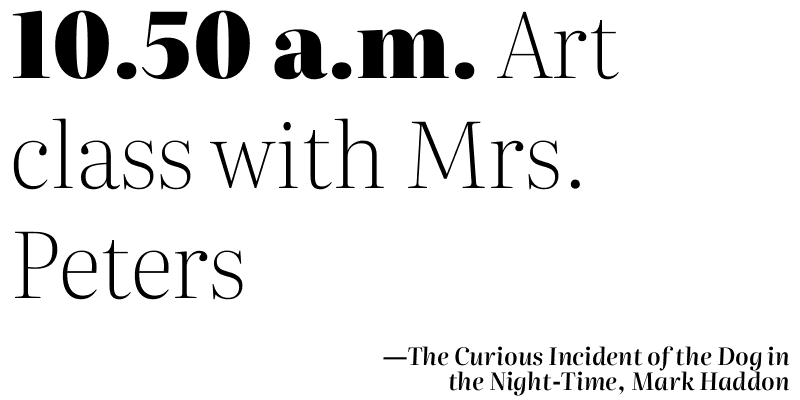 10.50 a.m. Art
class with Mrs.
Peters
—The Curious Incident of the Dog in
the Night-Time, Mark Haddon